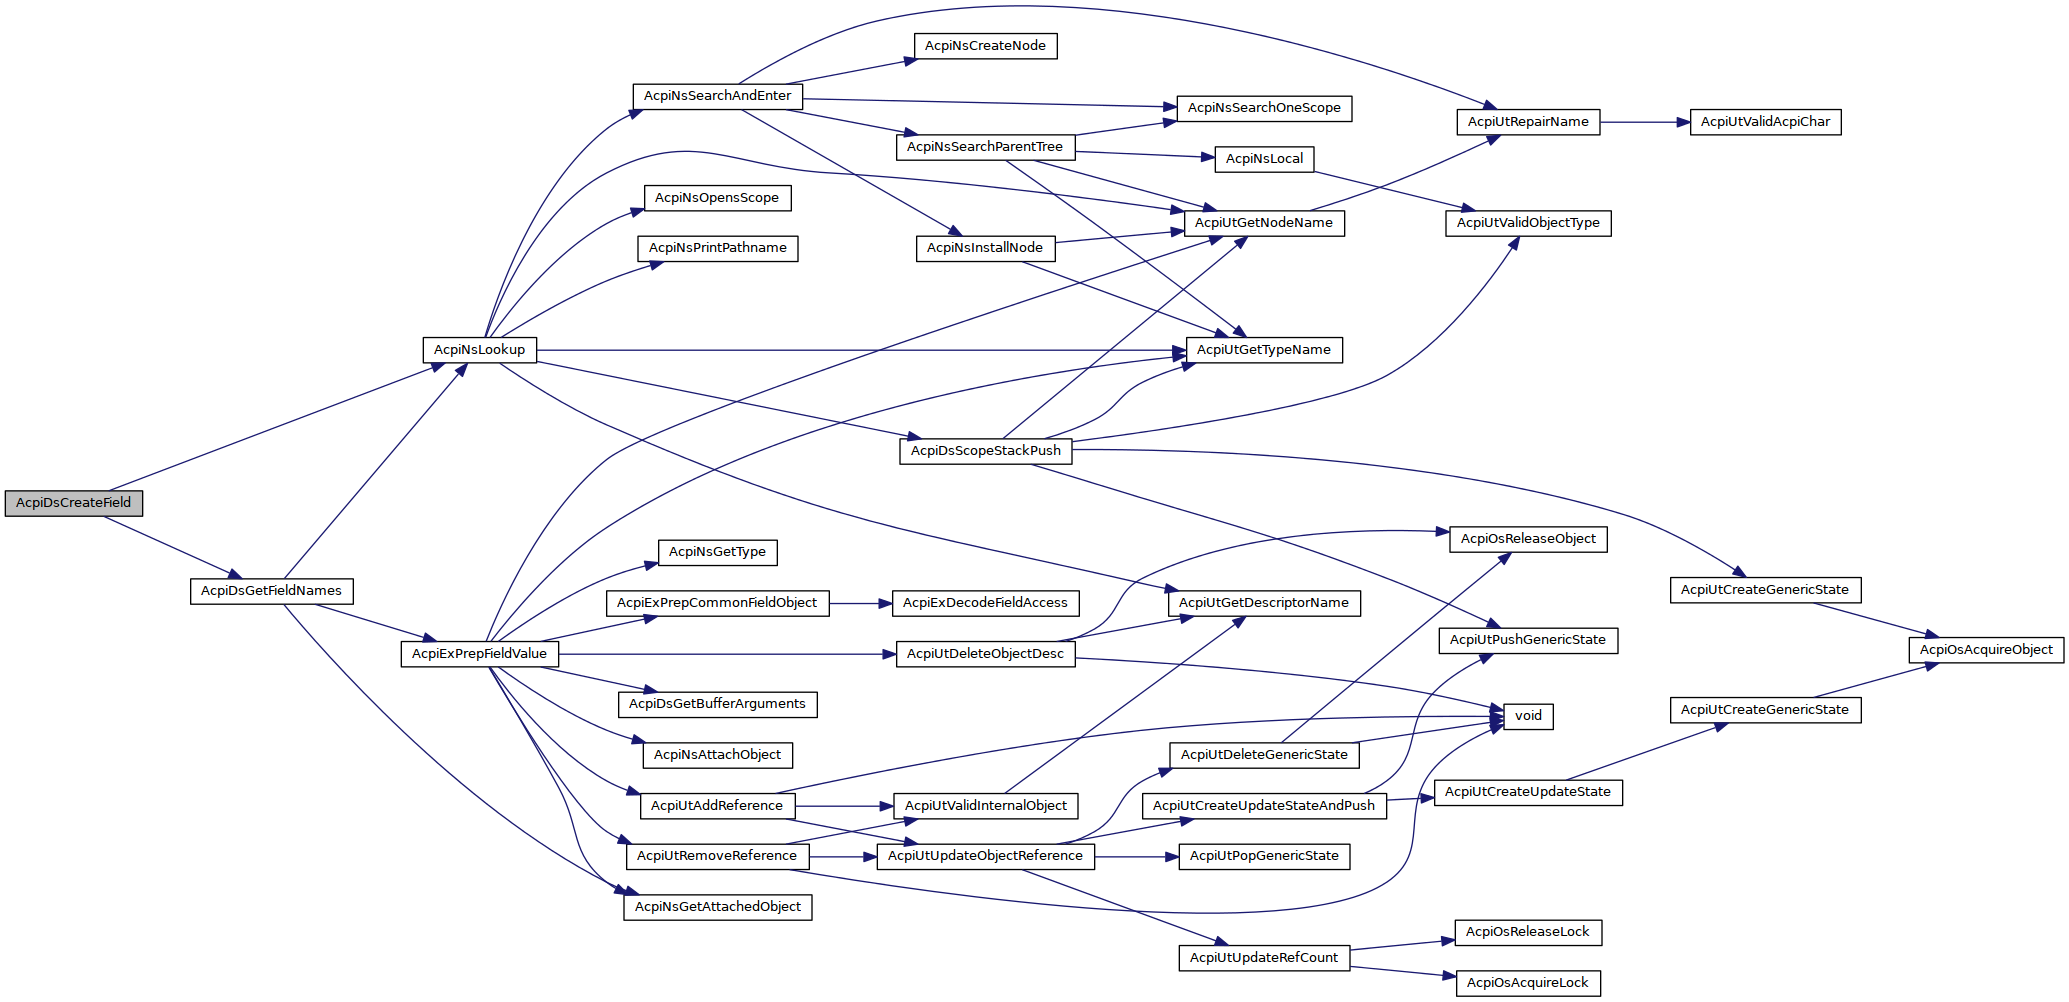 AcpiDsCreateField
AcpiDsGetFieldNames
AcpiNsLookup
AcpiExPrepFieldValue
AcpiNsSearchAndEnter
AcpiNsOpensScope
AcpiNsPrintPathname
AcpiNsGetType
AcpiExPrepCommonFieldObject
AcpiDsGetBufferArguments
AcpiNsAttachObject
AcpiUtAddReference
AcpiUtRemoveReference
AcpiNsGetAttachedObject
AcpiNsCreateNode
AcpiNsSearchParentTree
AcpiNsInstallNode
AcpiDsScopeStackPush
AcpiExDecodeFieldAccess
AcpiUtDeleteObjectDesc
AcpiUtValidInternalObject
AcpiUtUpdateObjectReference
AcpiNsSearchOneScope
AcpiNsLocal
AcpiUtGetNodeName
AcpiUtGetTypeName
AcpiUtGetDescriptorName
AcpiUtDeleteGenericState
AcpiUtCreateUpdateStateAndPush
AcpiUtPopGenericState
AcpiUtUpdateRefCount
AcpiUtRepairName
AcpiUtValidObjectType
AcpiOsReleaseObject
AcpiUtPushGenericState
void
AcpiUtCreateUpdateState
AcpiOsReleaseLock
AcpiOsAcquireLock
AcpiUtValidAcpiChar
AcpiUtCreateGenericState
AcpiUtCreateGenericState
AcpiOsAcquireObject